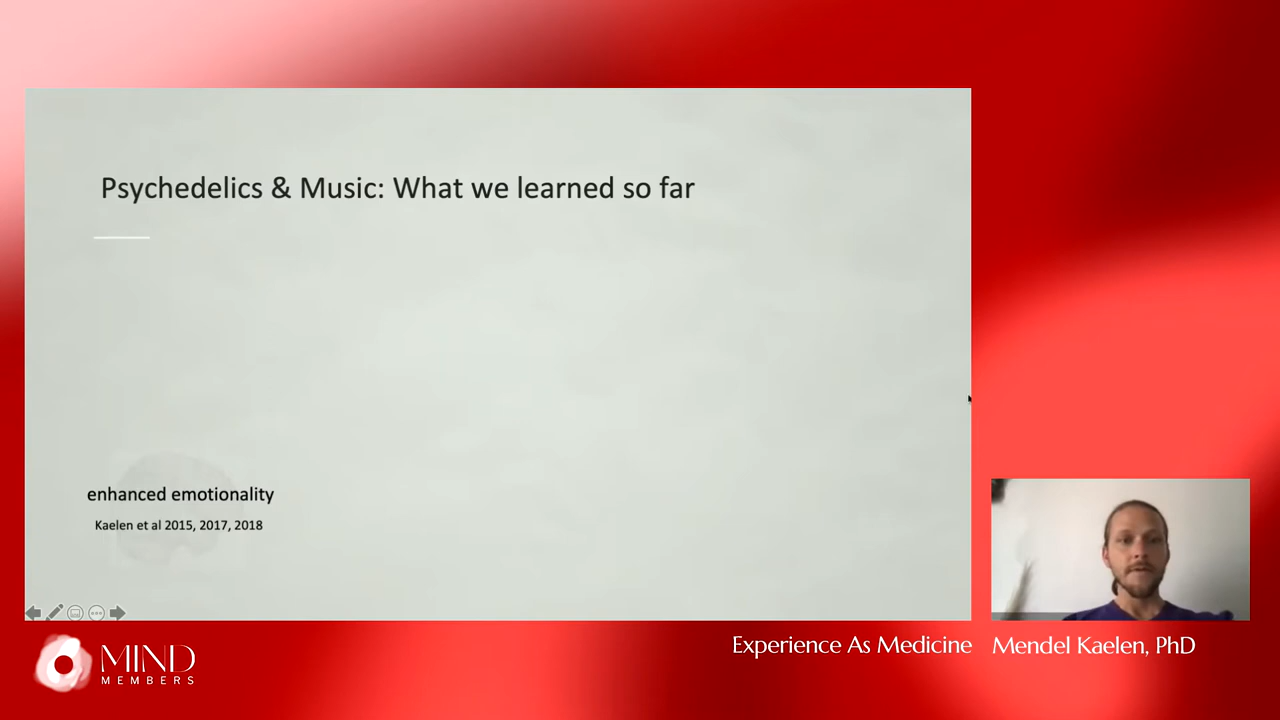 Psychedelics & Music: What we learned so far
enhanced emotionality
Kaelen et al 2015, 2017, 2018
Experience As Medicine
Mendel Kaelen, PhD
MIND
MEMBERS